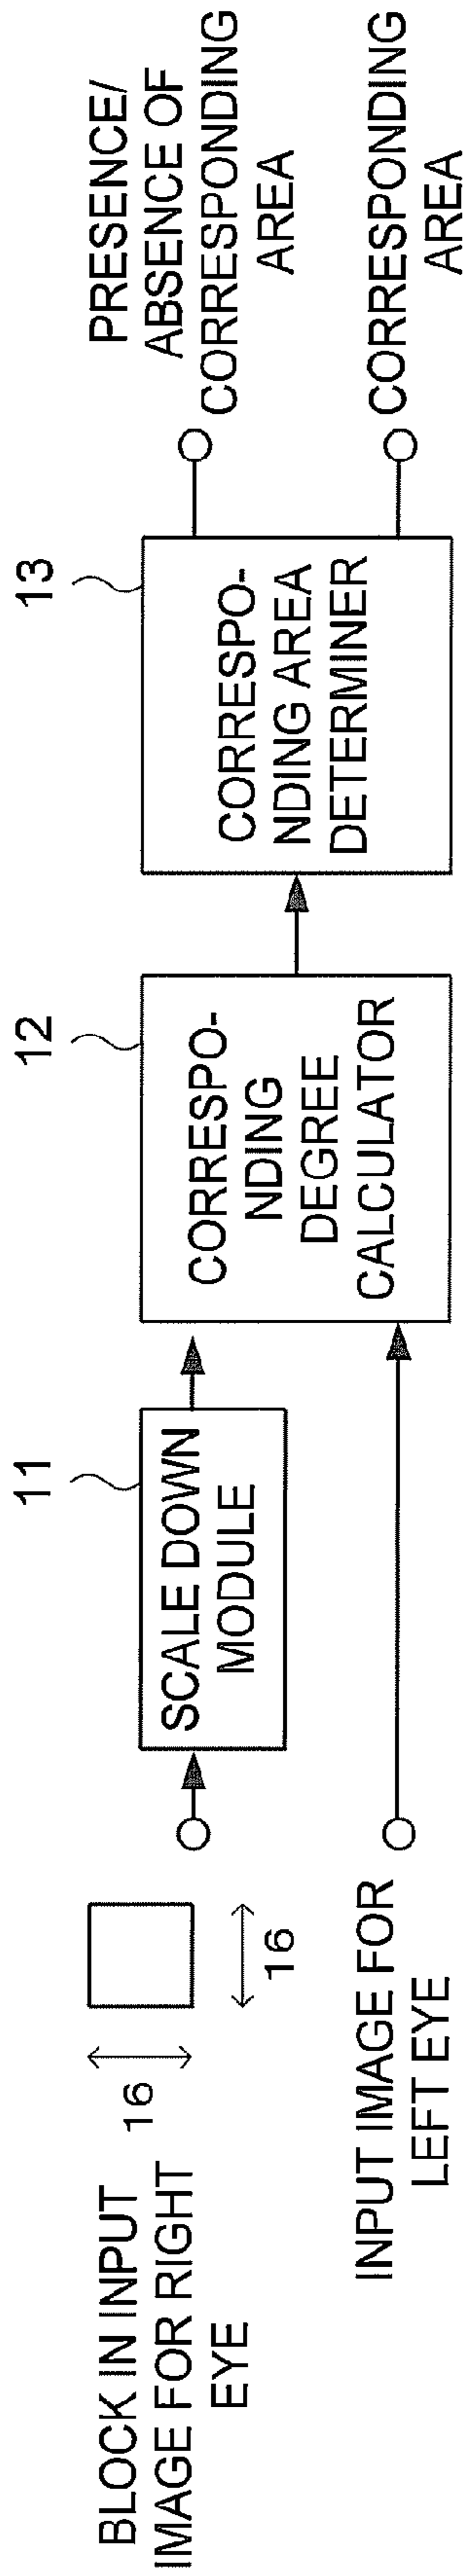 BLOCK IN INPUT
IMAGE FOR RIGHT
EYE
16
16
INPUT IMAGE FOR
LEFT EYE
11
SCALE DOWN
MODULE
12
CORRESPO-
NDING
DEGREE
CALCULATOR
13
CORRESPO-
NDING AREA
DETERMINER
PRESENCE/
ABSENCE OF
CORRESPONDING
AREA
CORRESPONDING
AREA